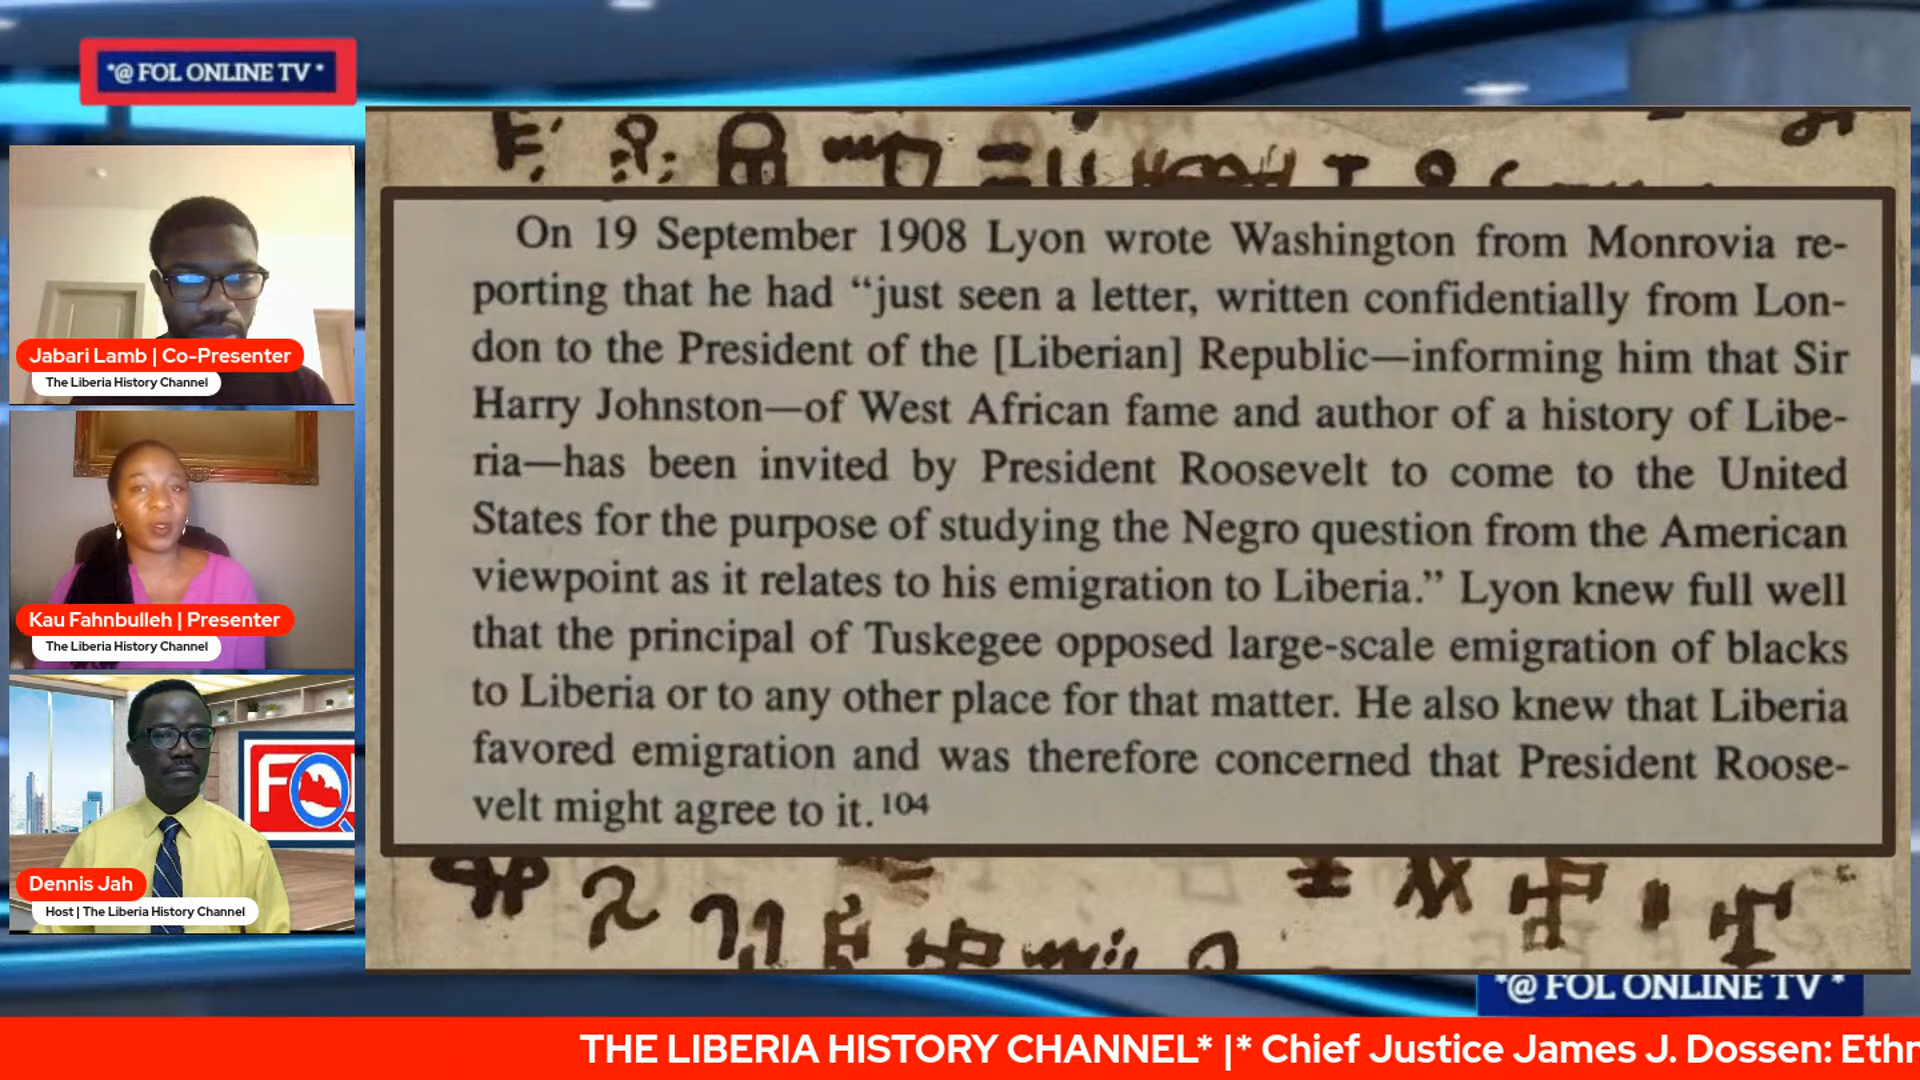 *@ FOL ONLINE TV *
Jabari Lamb | Co-Presenter
The Liberia History Channel
Kau Fahnbulleh | Presenter
The Liberia History Channel
Dennis Jah
Host | The Liberia History Channel
On 19 September 1908 Lyon wrote Washington from Monrovia re-
porting that he had “just seen a letter, written confidentially from Lon-
don to the President of the [Liberian] Republic—informing him that Sir
Harry Johnston—of West African fame and author of a history of Libe-
ria—has been invited by President Roosevelt to come to the United
States for the purpose of studying the Negro question from the American
viewpoint as it relates to his emigration to Liberia.” Lyon knew full well
that the principal of Tuskegee opposed large-scale emigration of blacks
to Liberia or to any other place for that matter. He also knew that Liberia
favored emigration and was therefore concerned that President Roose-
velt might agree to it.104
*@ FOL ONLINE TV *
THE LIBERIA HISTORY CHANNEL* |* Chief Justice James J. Dossen: